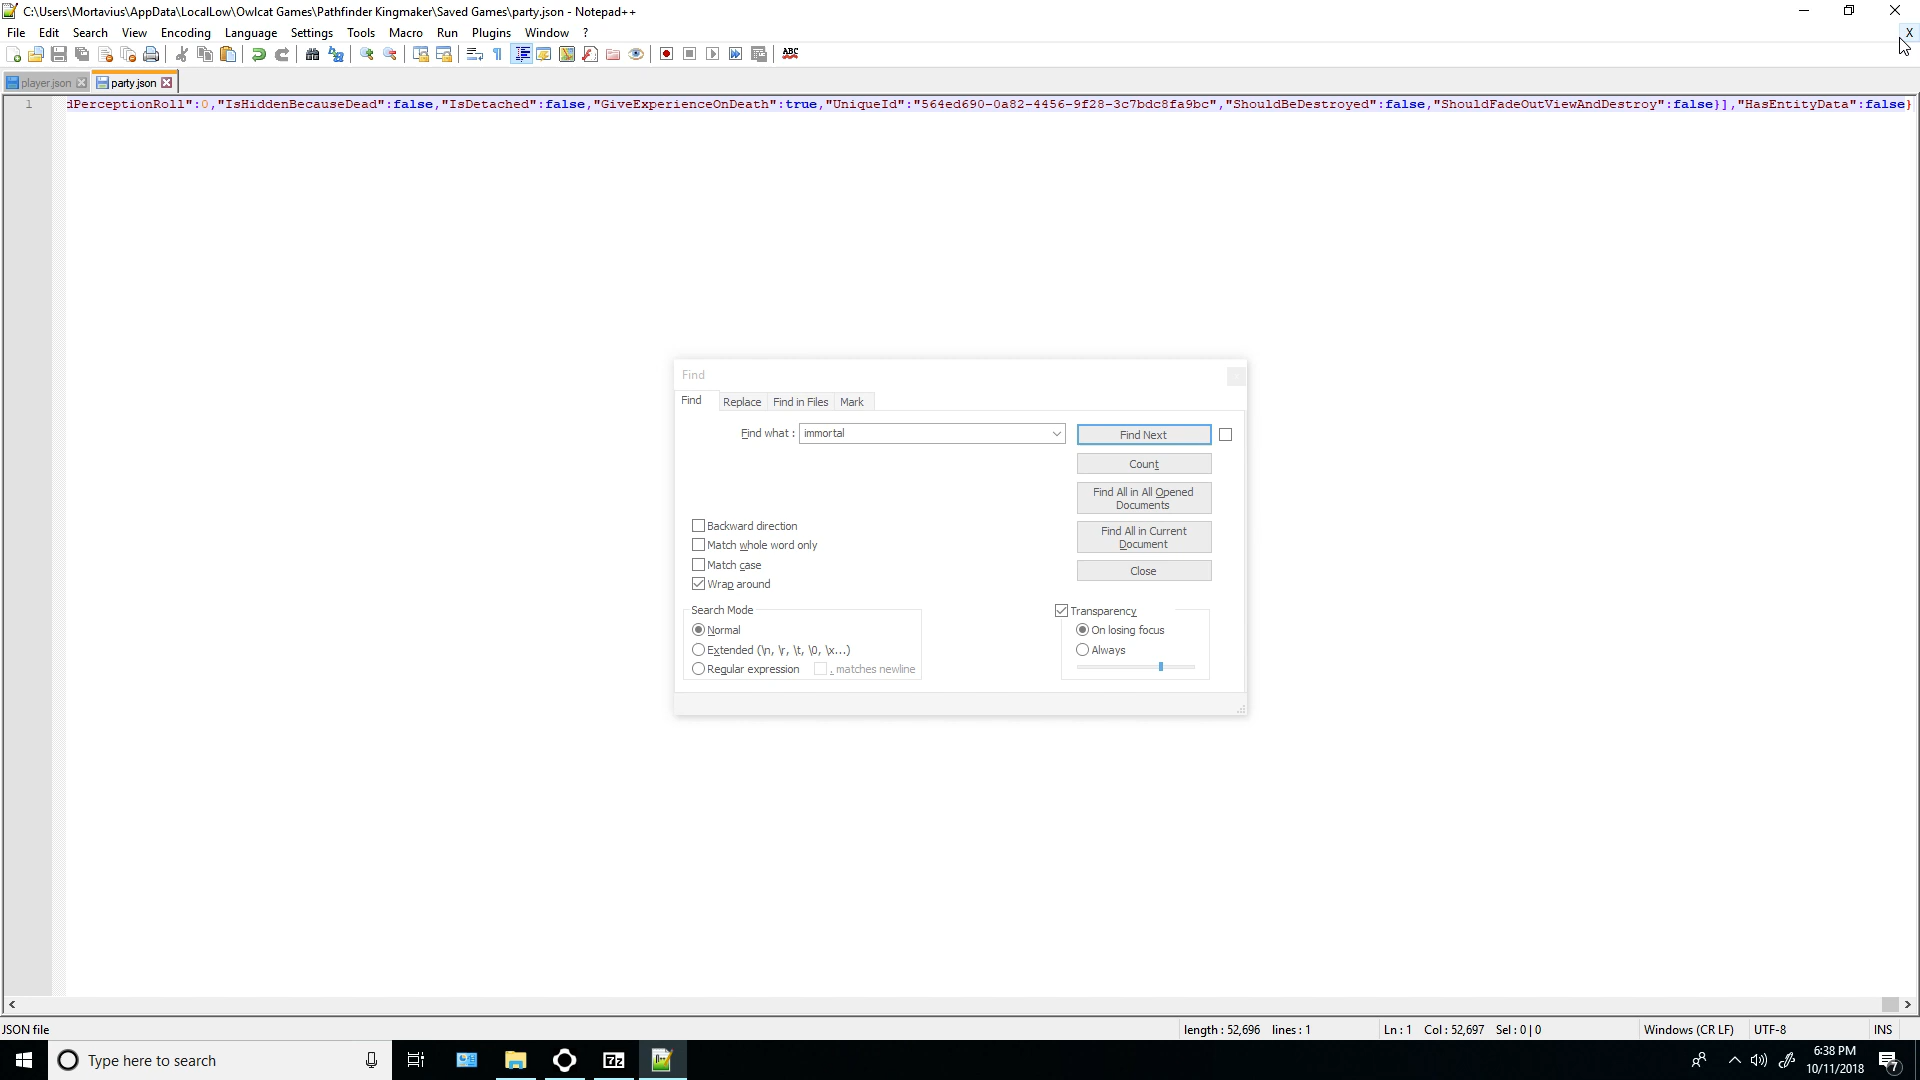 C:\Users\Mortavius\AppData\LocalLow\Owlcat Games\Pathfinder Kingmaker\Saved Games\party.json - Notepad++
File Edit Search View Encoding Language Settings Tools Macro Run Plugins Window ? X
ABC
player.json party.json
1 dPerceptionRoll":0,"IsHiddenBecauseDead":false,"IsDetached":false,"GiveExperienceOnDeath":true,"UniqueId":"564ed690-0a82-4456-9f28-3c7bdc8fa9bc","ShouldBeDestroyed":false,"ShouldFadeOutViewAndDestroy":false}],"HasEntityData":false}
Find
Find Replace Find in Files Mark
Find what : immortal Find Next
Count
Find All in All Opened
Documents
Backward direction
Find All in Current
Document
Match whole word only
Match case
Close
Wrap around
Search Mode
Transparency
Normal
On losing focus
Extended (\n, \r, \t, \0, \x...)
Always
Regular expression . matches newline
JSON file length : 52,696 lines : 1 Ln : 1 Col : 52,697 Sel : 0 | 0 Windows (CR LF) UTF-8 INS
Type here to search
7z
6:38 PM
10/11/2018
7